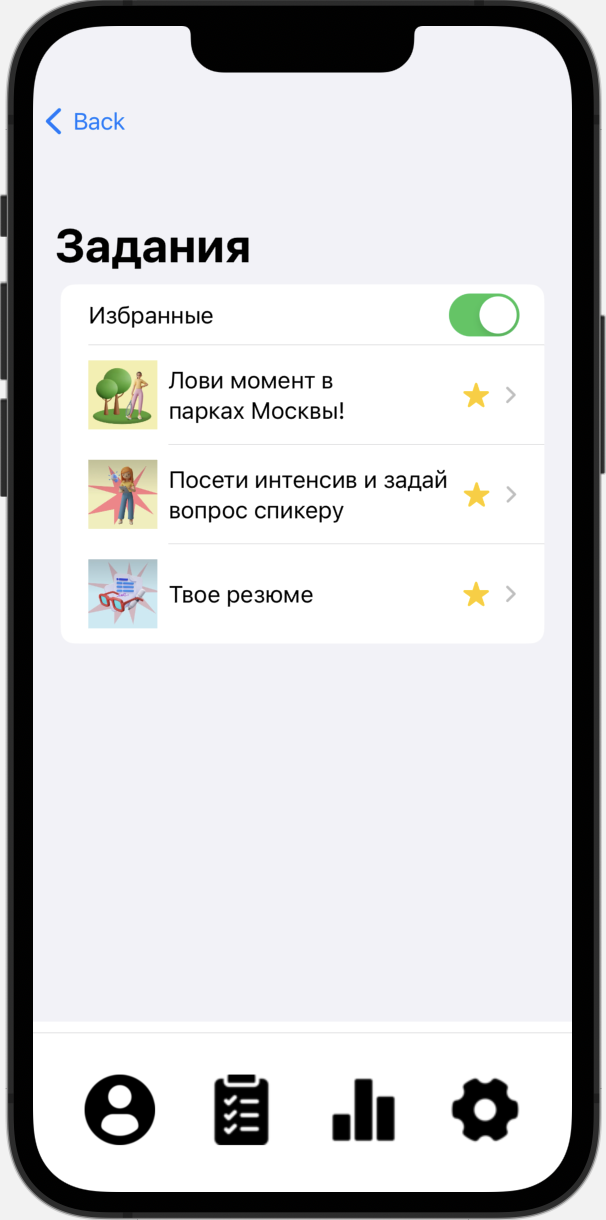 Back
Задания
Избранные
Лови момент в
парках Москвы!
Посети интенсив и задай
вопрос спикеру
Твое резюме